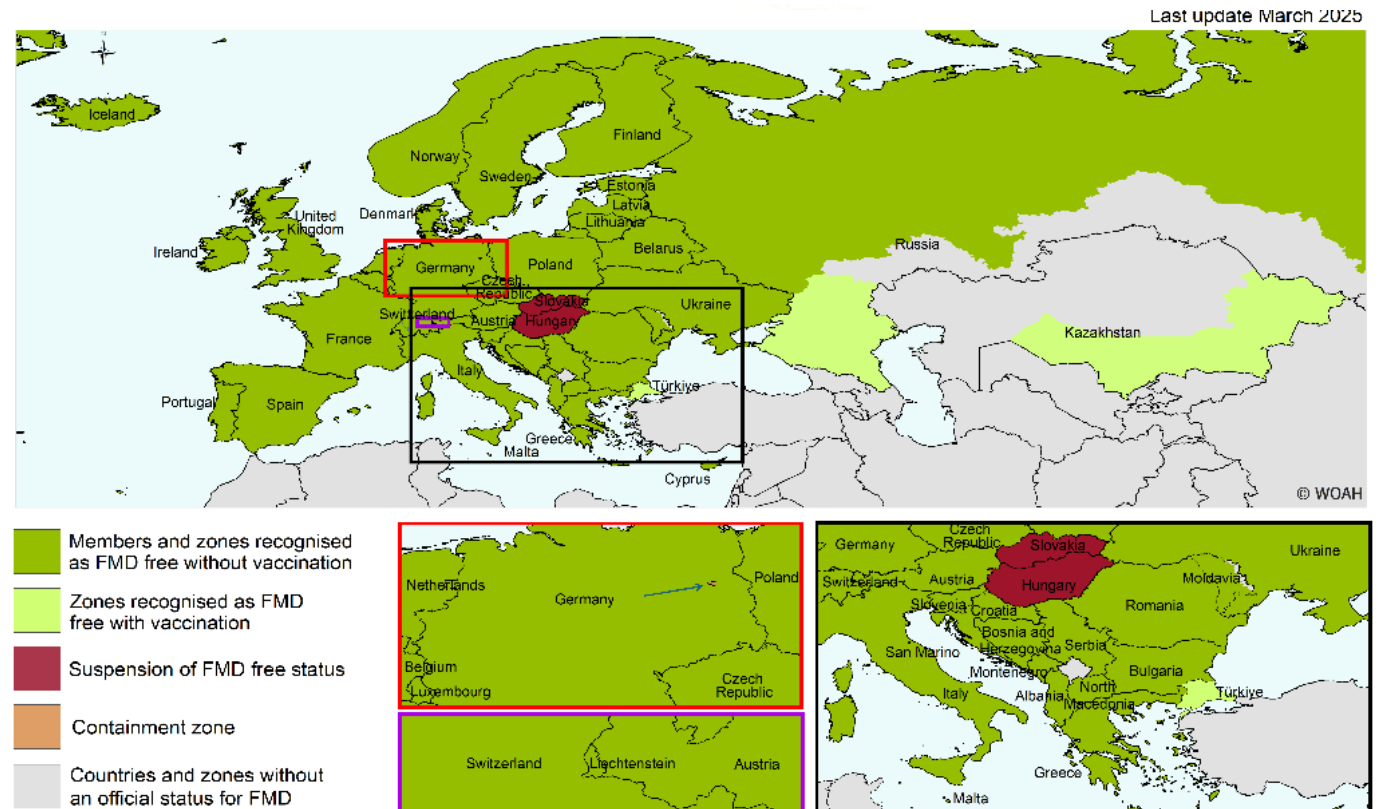 Last update March 2025
Iceland
Finland
Norway
Sweden
Estonia
Latvia
Denmark
Lithuania
United
Kingdom
Ireland
Belarus
Russia
Germany
Poland
Czech
Republic
Slovakia
Ukraine
Switzerland
Austria
Hungary
Kazakhstan
France
Italy
Türkiye
Portugal
Spain
Greece
Malta
Cyprus
© WOAH
Members and zones recognised
as FMD free without vaccination
Zones recognised as FMD
free with vaccination
Suspension of FMD free status
Containment zone
Countries and zones without
an official status for FMD
Netherlands
Germany
Poland
Belgium
Luxembourg
Czech
Republic
Switzerland
Liechtenstein
Austria
Czech
Republic
Germany
Slovakia
Ukraine
Switzerland
Austria
Hungary
Moldavia
Slovenia
Croatia
Romania
Bosnia and
Herzegovina
Serbia
San Marino
Montenegro
Bulgaria
Italy
Albania
North
Macedonia
Türkiye
Greece
Malta